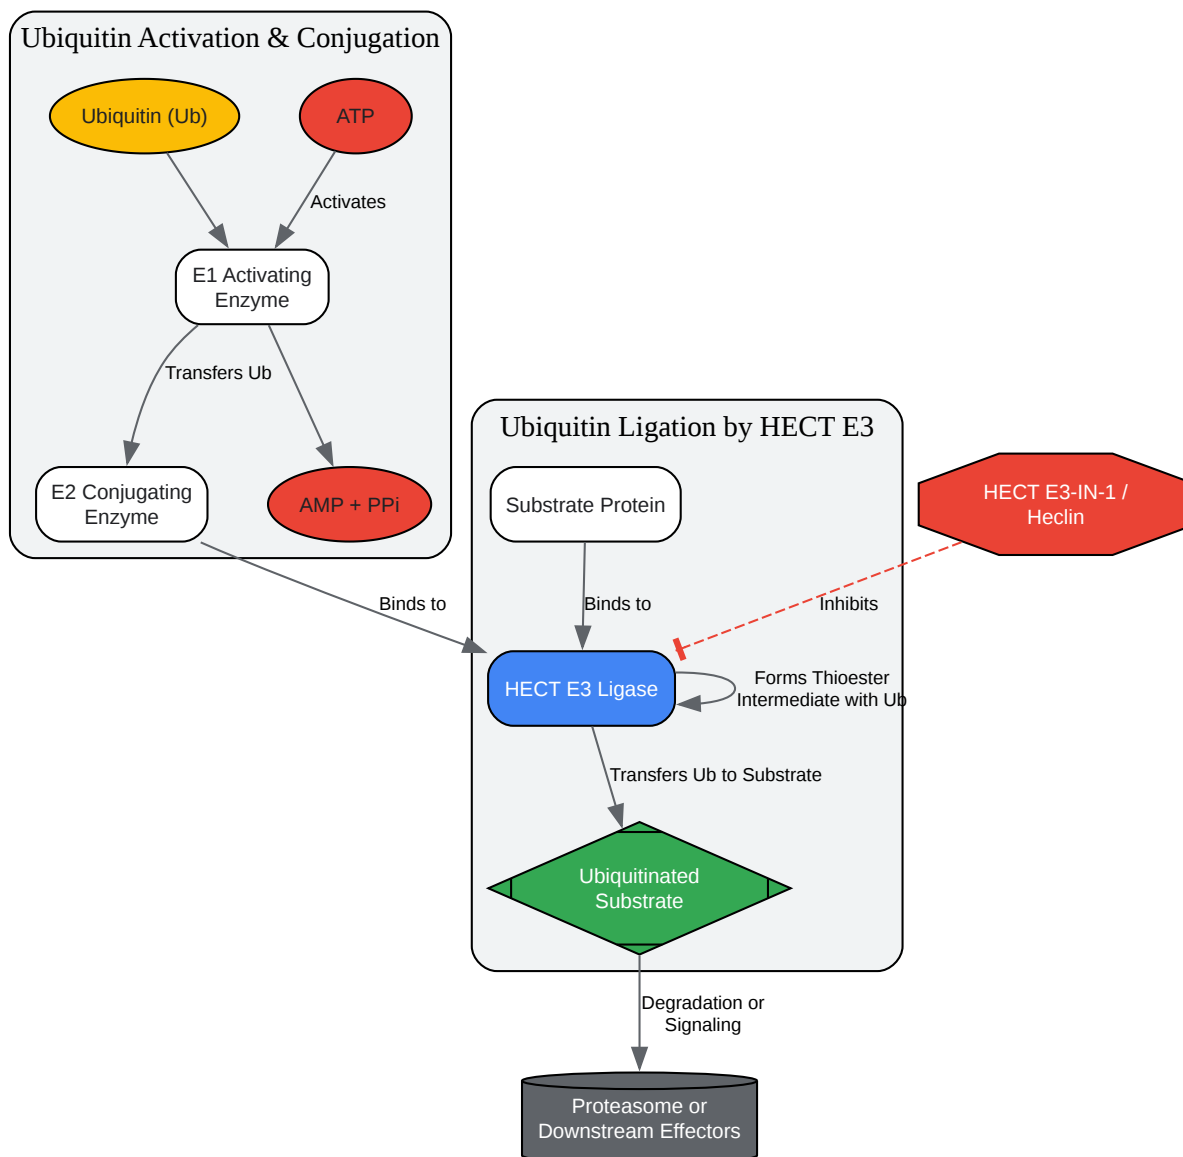 Ubiquitin Activation & Conjugation
Ubiquitin (Ub)
ATP
Activates
E1 Activating
Enzyme
Transfers Ub
E2 Conjugating
Enzyme
AMP + PPi
Ubiquitin Ligation by HECT E3
Substrate Protein
HECT E3-IN-1 /
Heclin
Binds to
Binds to
Inhibits
HECT E3 Ligase
Forms Thioester
Intermediate with Ub
Transfers Ub to Substrate
Ubiquitinated
Substrate
Degradation or
Signaling
Proteasome or
Downstream Effectors